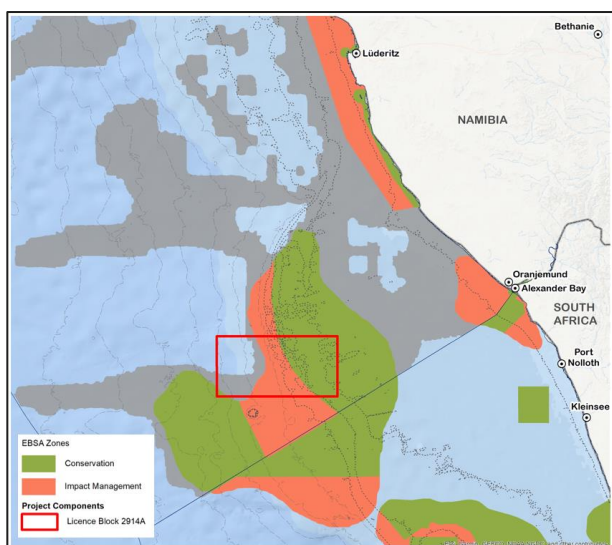 Bethanie
Lüderitz
NAMIBIA
Oranjemund
Alexander Bay
SOUTH
AFRICA
Port
Nolloth
Kleinsee
EBSA Zones
Conservation
Impact Management
Project Components
Licence Block 2914A